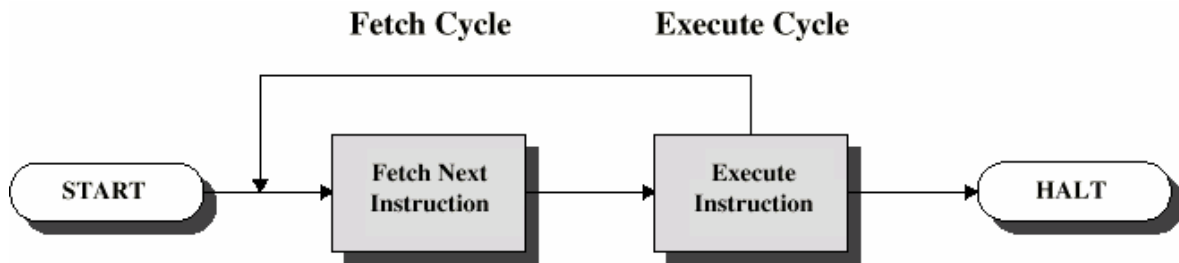 Fetch Cycle
Execute Cycle
START
Fetch Next
Instruction
Execute
Instruction
HALT